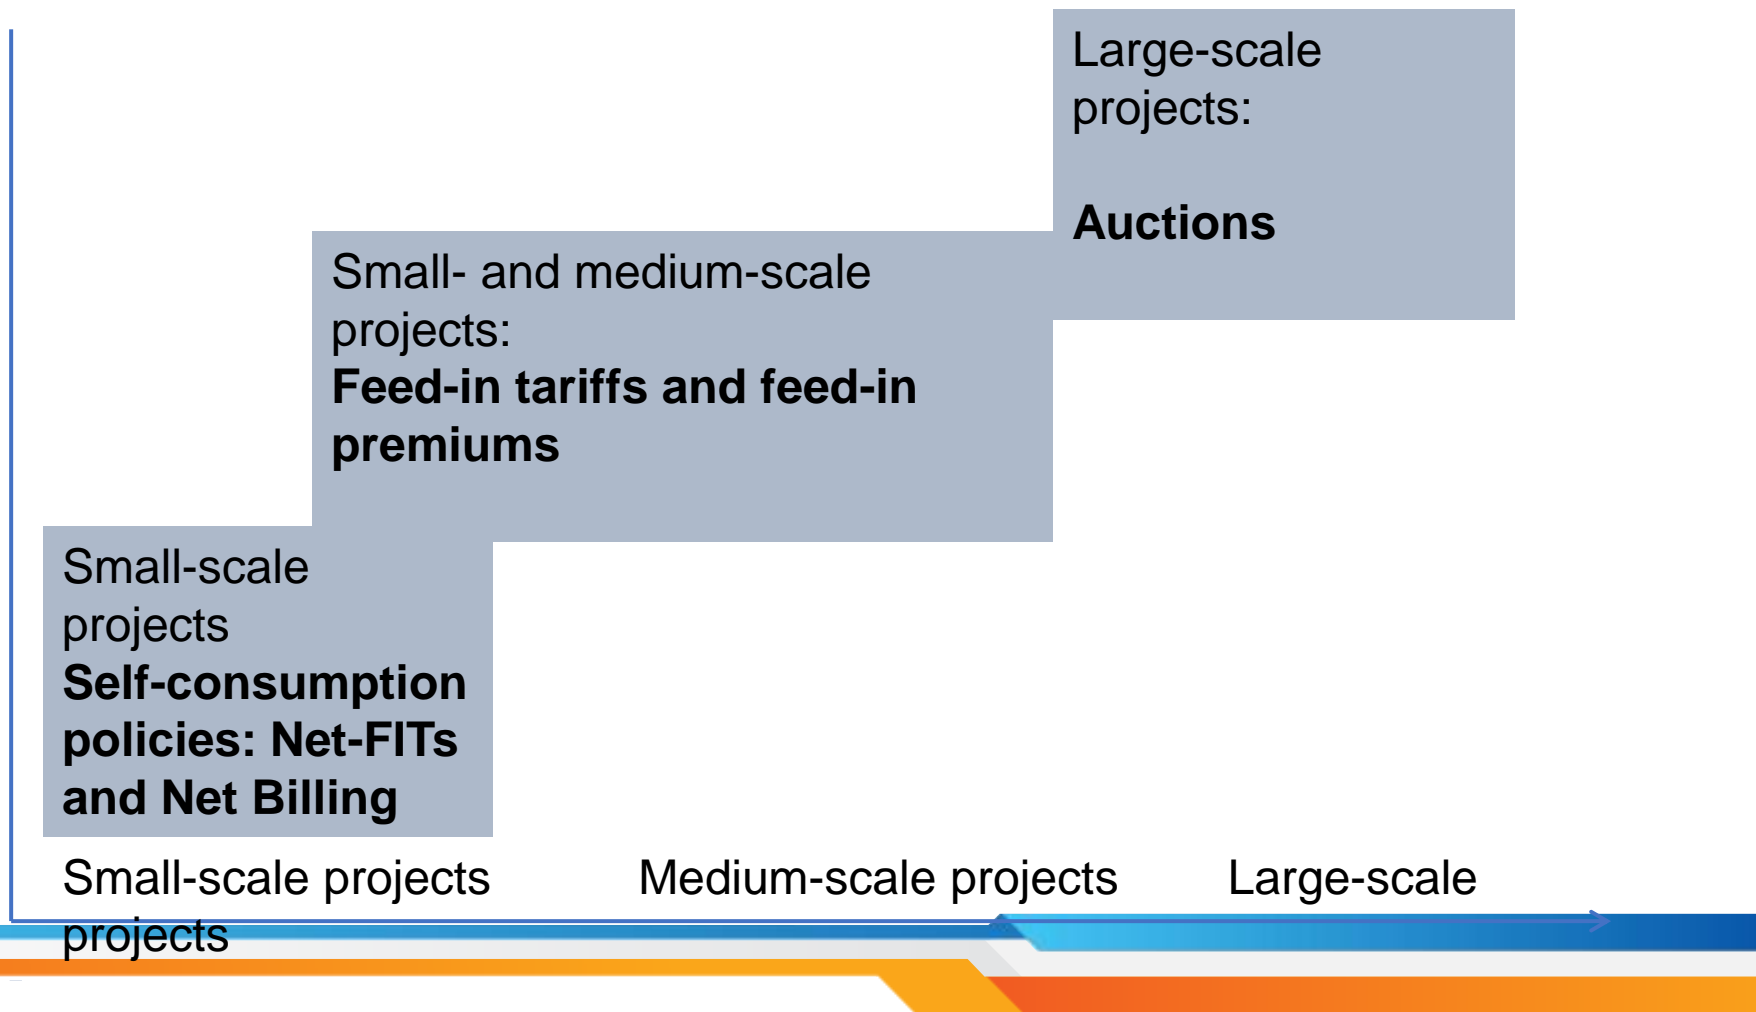 Large-scale
projects:
Auctions
Small- and medium-scale
projects:
Feed-in tariffs and feed-in
premiums
Small-scale
projects
Self-consumption
policies: Net-FITs
and Net Billing
Small-scale projects Medium-scale projects Large-scale
projects